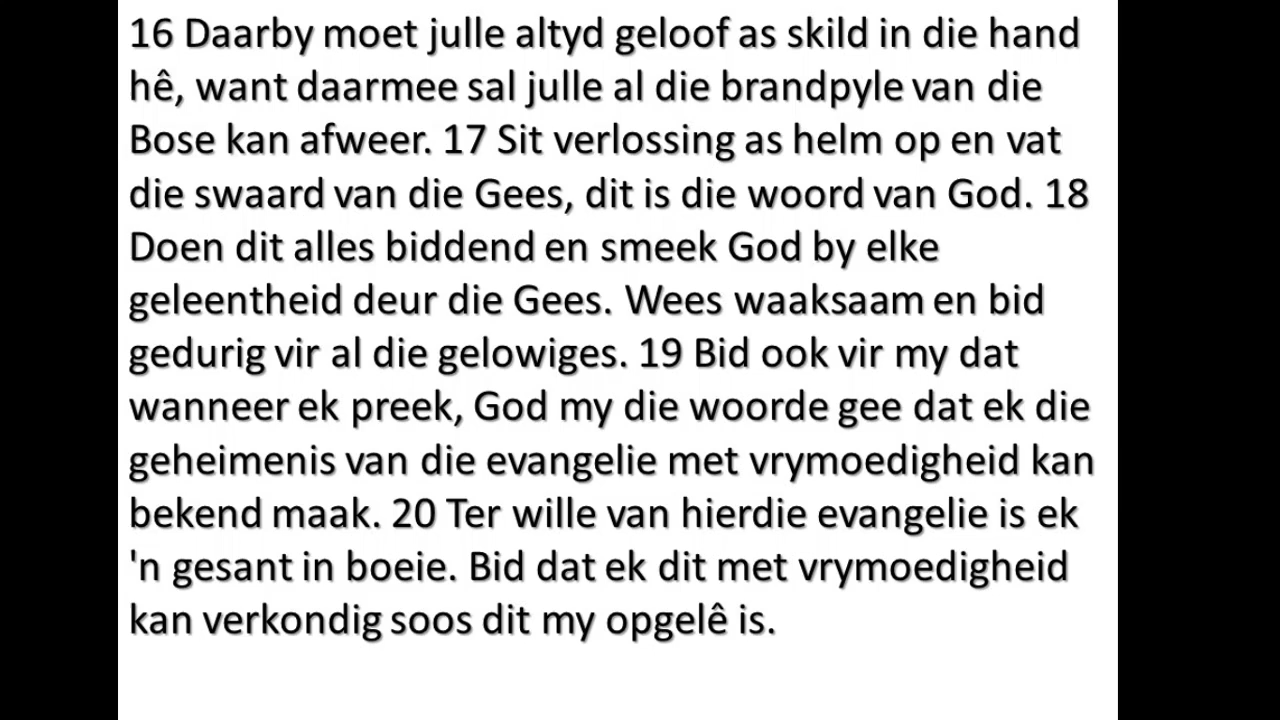 16 Daarby moet julle altyd geloof as skild in die hand
hê, want daarmee sal julle al die brandpyle van die
Bose kan afweer. 17 Sit verlossing as helm op en vat
die swaard van die Gees, dit is die woord van God. 18
Doen dit alles biddend en smeek God by elke
geleentheid deur die Gees. Wees waaksaam en bid
gedurig vir al die gelowiges. 19 Bid ook vir my dat
wanneer ek preek, God my die woorde gee dat ek die
geheimenis van die evangelie met vrymoedigheid kan
bekend maak. 20 Ter wille van hierdie evangelie is ek
'n gesant in boeie. Bid dat ek dit met vrymoedigheid
kan verkondig soos dit my opgelê is.